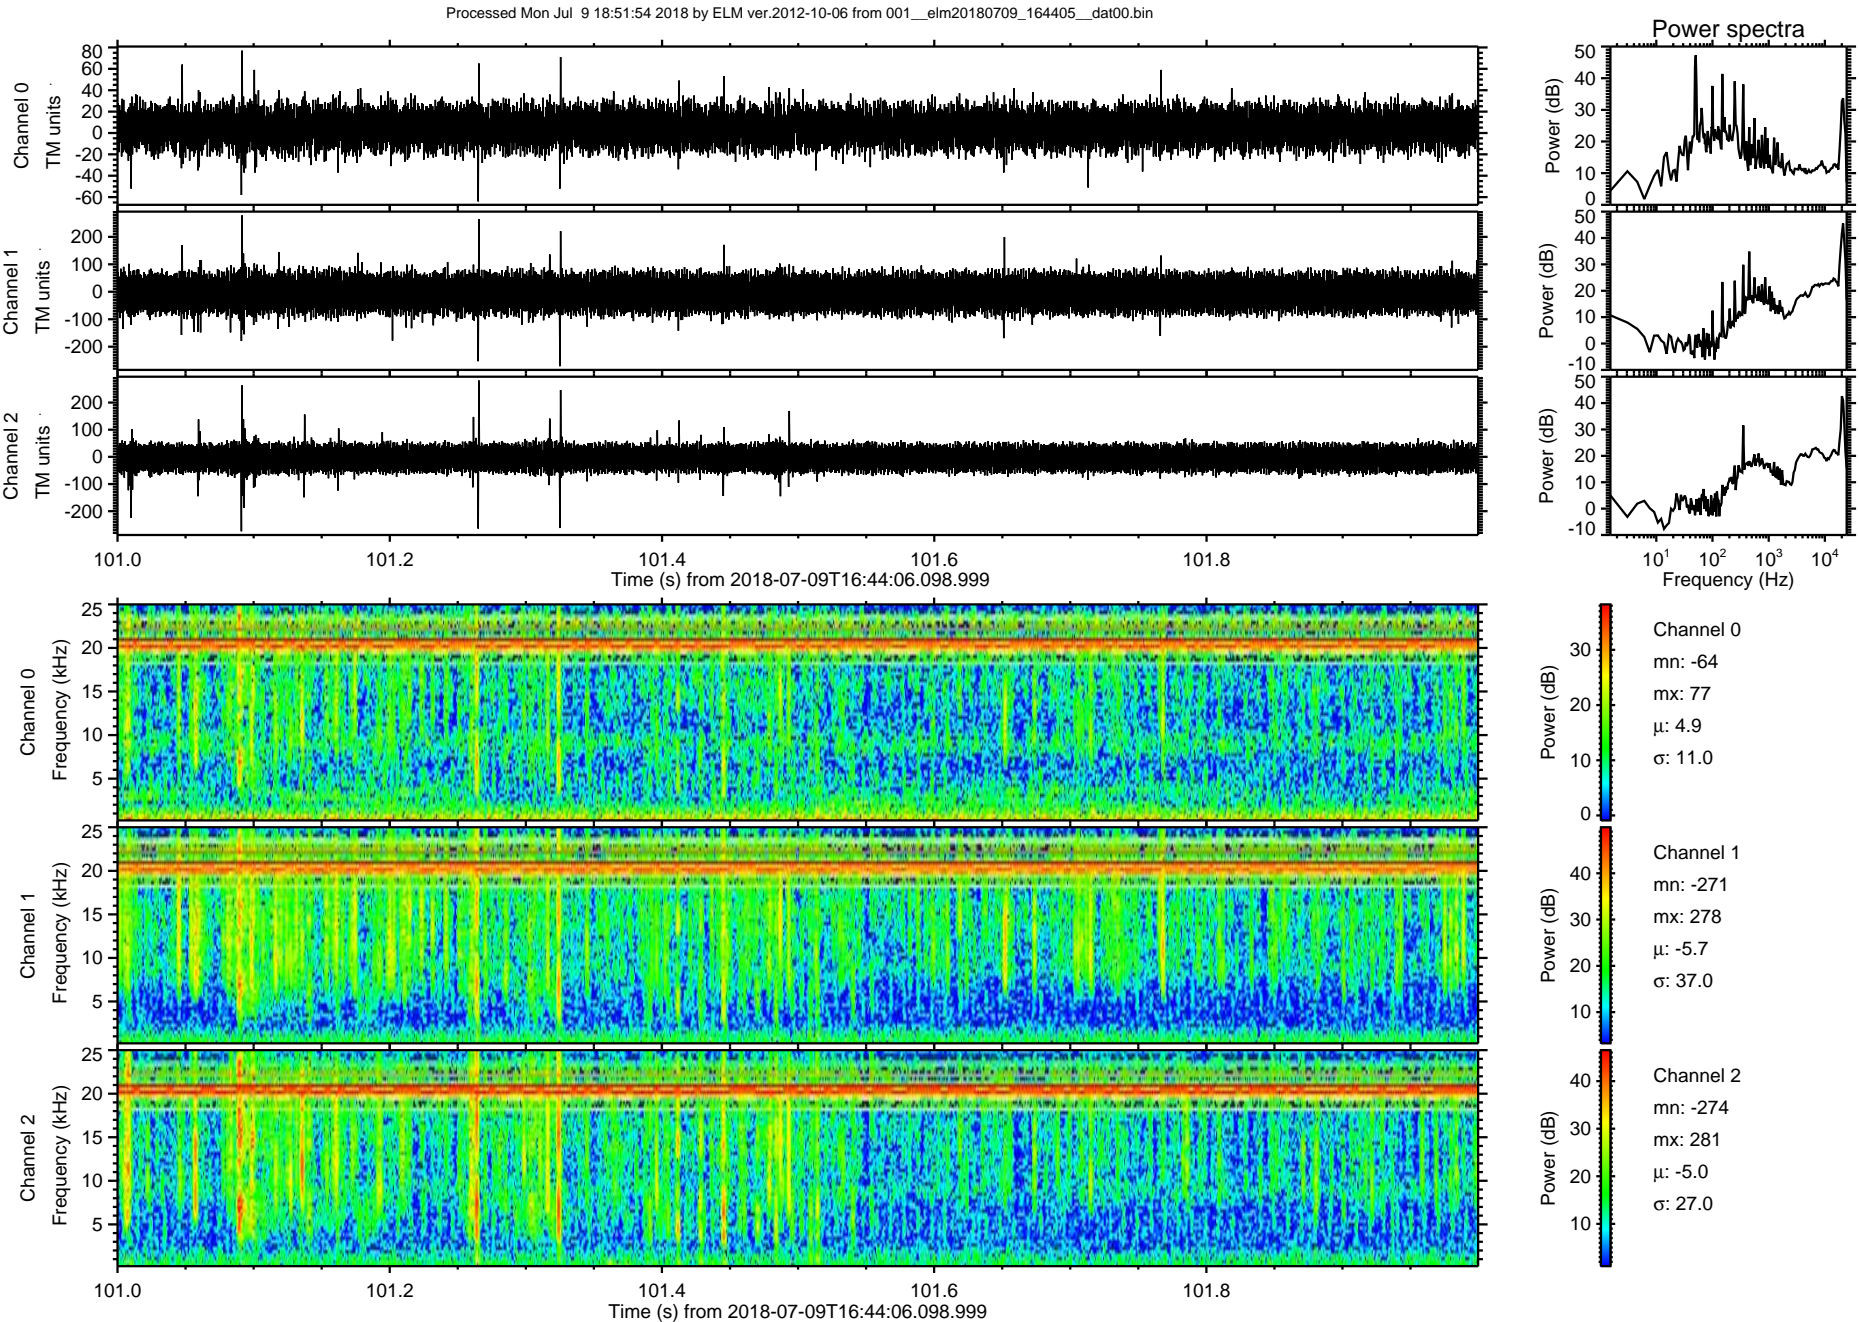 Processed Mon Jul  9 18:51:54 2018 by ELM ver.2012-10-06 from 001__elm20180709_164405__dat00.bin
Power spectra
Channel 0
TM units
80
60
40
20
0
-20
-40
-60
Power (dB)
50
40
30
20
10
0
Channel 1
TM units
200
100
0
-100
-200
Power (dB)
50
40
30
20
10
0
-10
Channel 2
TM units
200
100
0
-100
-200
Power (dB)
50
40
30
20
10
0
-10
101.0 101.2 101.4 101.6 101.8
Time (s) from 2018-07-09T16:44:06.098.999
10¹ 10² 10³ 10⁴
Frequency (Hz)
Channel 0
Frequency (kHz)
25
20
15
10
5
Power (dB)
30
20
10
0
Channel 0
mn: -64
mx: 77
μ: 4.9
σ: 11.0
Channel 1
Frequency (kHz)
25
20
15
10
5
Power (dB)
40
30
20
10
Channel 1
mn: -271
mx: 278
μ: -5.7
σ: 37.0
Channel 2
Frequency (kHz)
25
20
15
10
5
Power (dB)
40
30
20
10
Channel 2
mn: -274
mx: 281
μ: -5.0
σ: 27.0
101.0 101.2 101.4 101.6 101.8
Time (s) from 2018-07-09T16:44:06.098.999